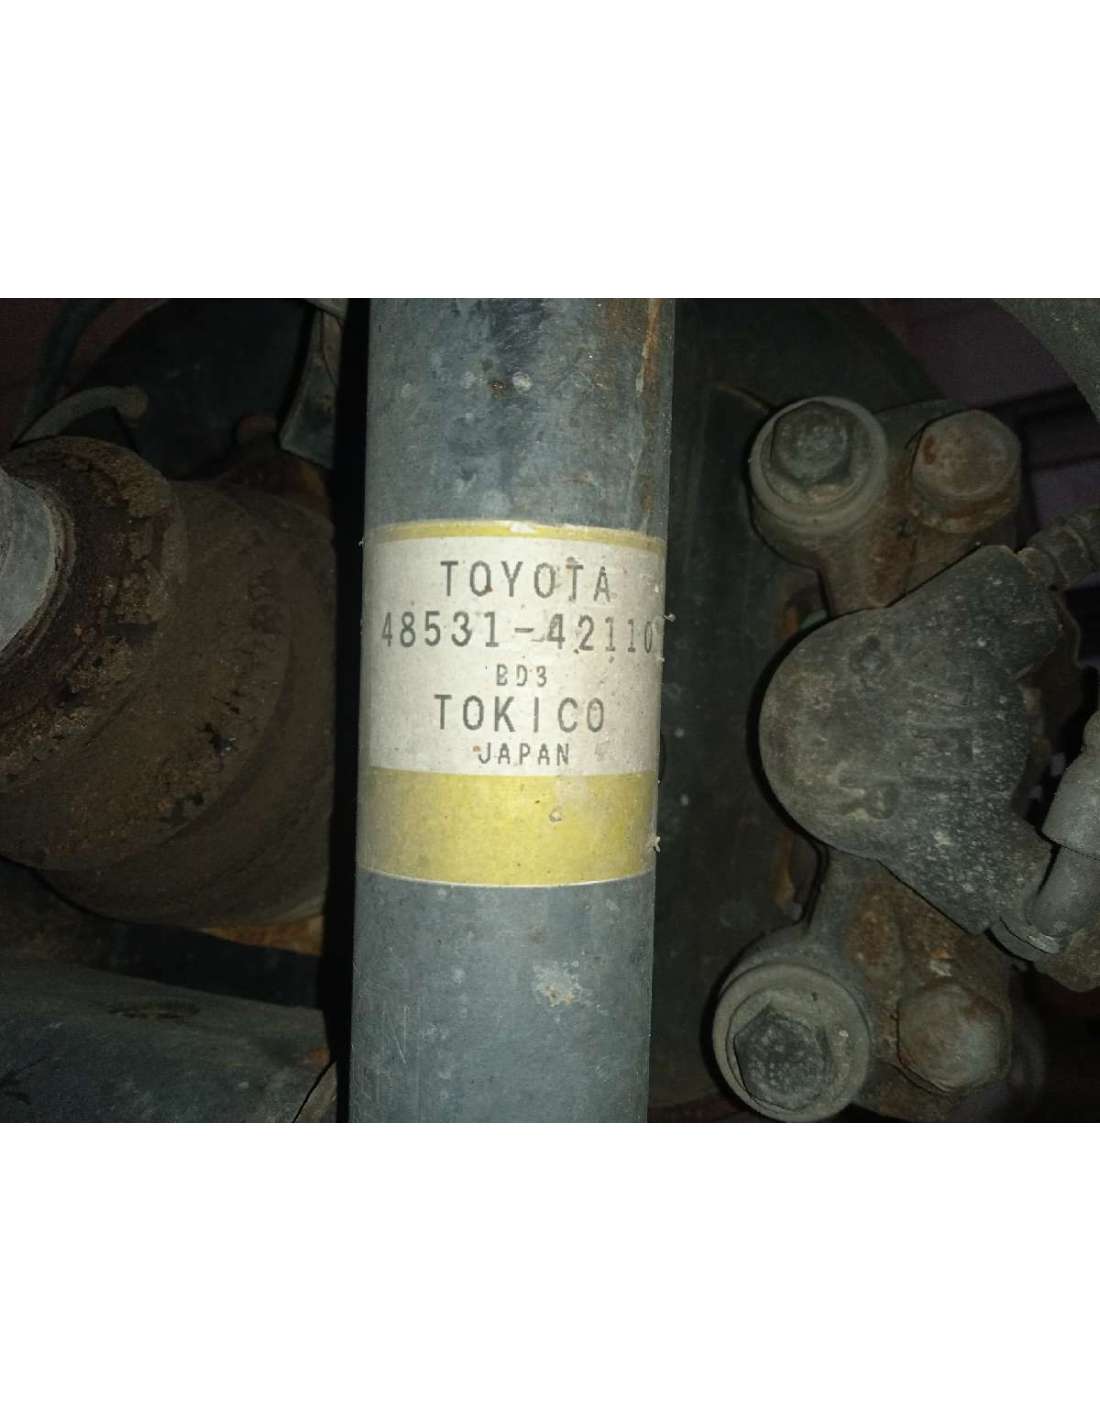 TOYOTA
48531-42110
BD3
TOKICO
JAPAN